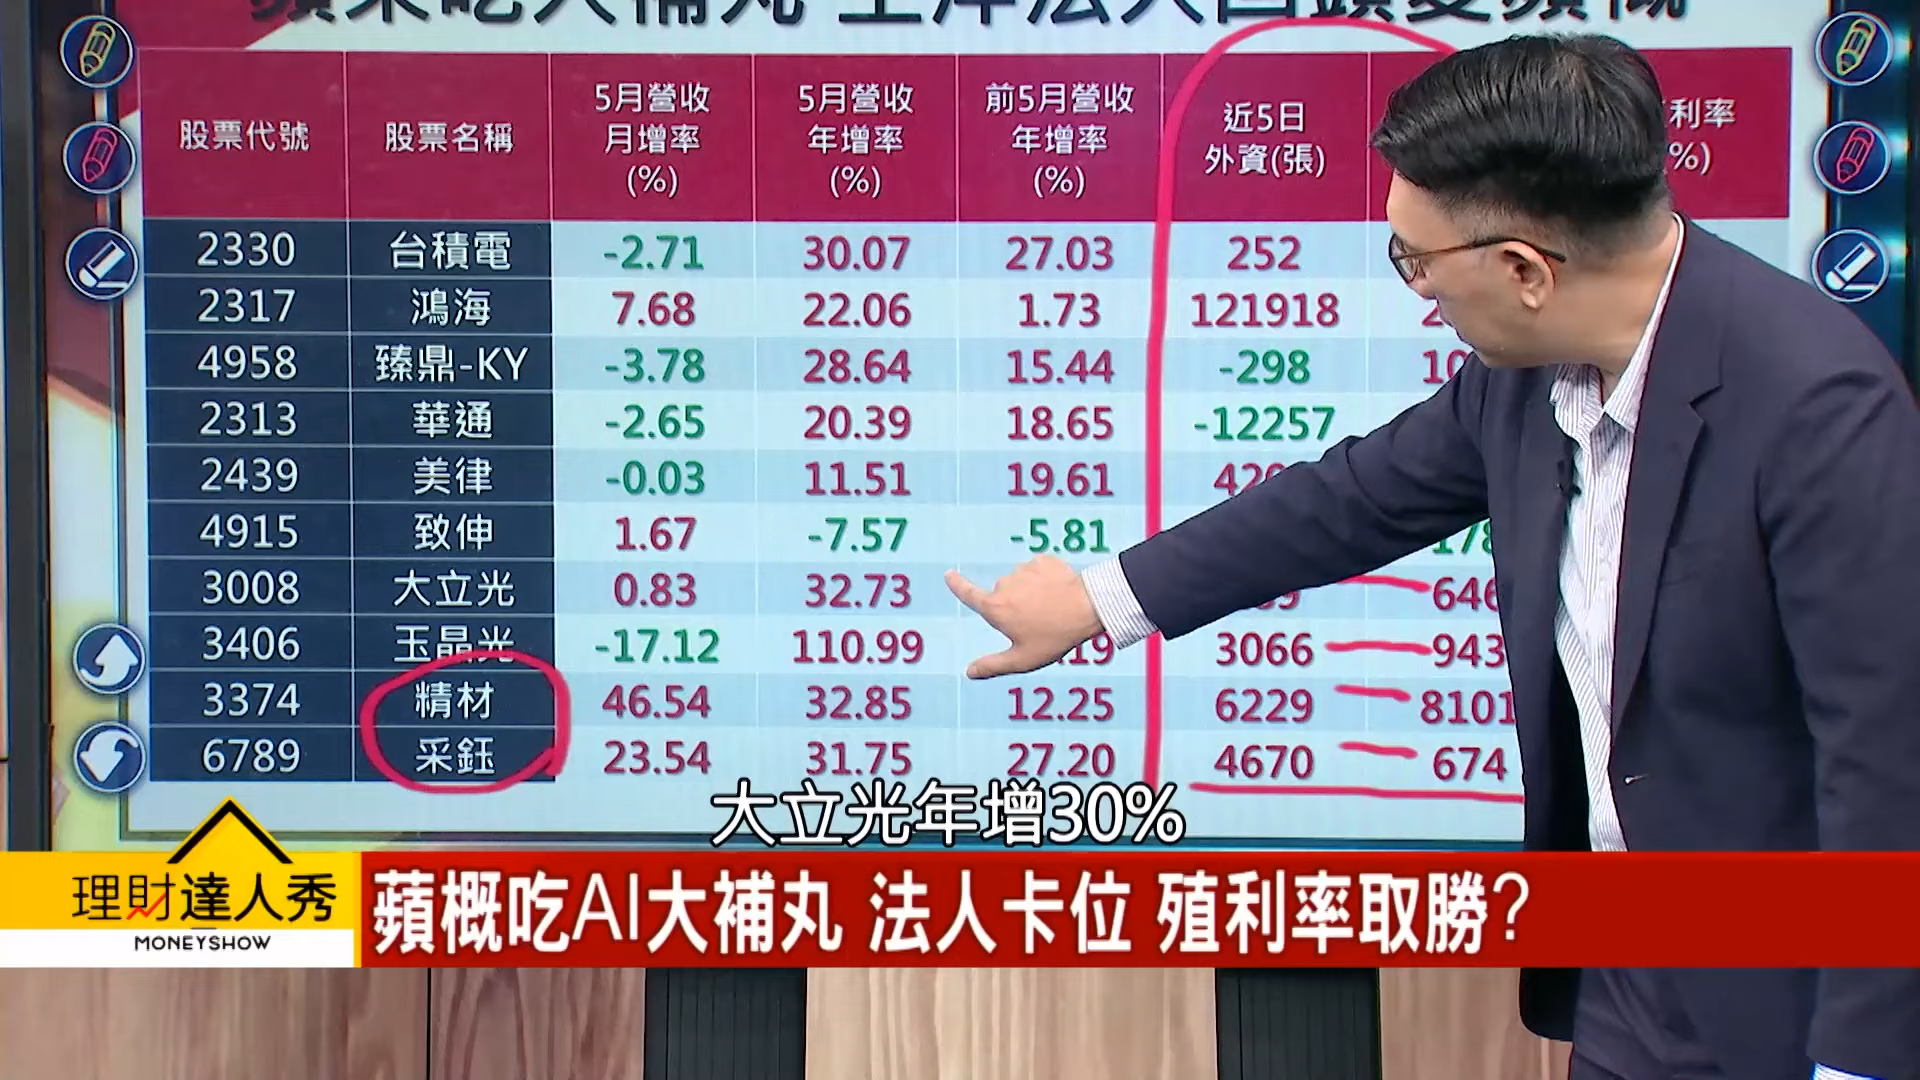 股票代號 股票名稱 5月營收月增率(%) 5月營收年增率(%) 前5月營收年增率(%) 近5日外資(張) 利率%)
2330 台積電 -2.71 30.07 27.03 252
2317 鴻海 7.68 22.06 1.73 121918
4958 臻鼎-KY -3.78 28.64 15.44 -298
2313 華通 -2.65 20.39 18.65 -12257
2439 美律 -0.03 11.51 19.61
4915 致伸 1.67 -7.57 -5.81
3008 大立光 0.83 32.73 646
3406 玉晶光 -17.12 110.99 .19 3066 943
3374 精材 46.54 32.85 12.25 6229 8101
6789 采鈺 23.54 31.75 27.20 4670 674
大立光年增30%
理財達人秀
MONEYSHOW
蘋概吃AI大補丸 法人卡位 殖利率取勝?